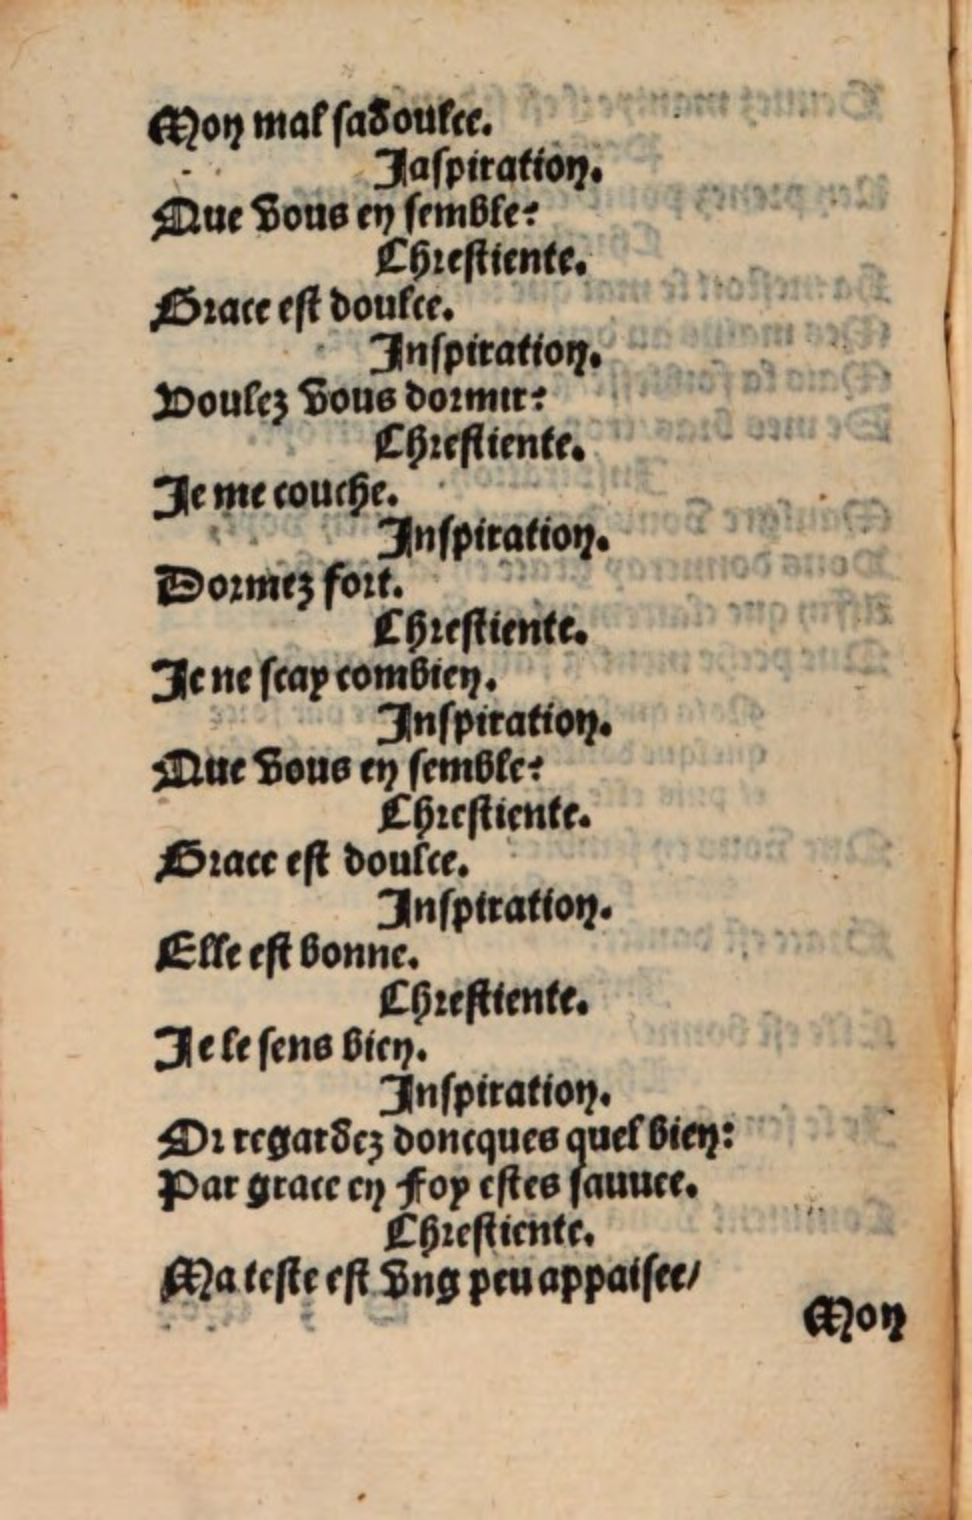 Mon mal sadoulce.
Iaspiration.
Que vous en semble?
Chrestiente.
Grace est doulce.
Inspiration.
Voulez vous dormir?
Chrestiente.
Ie me couche.
Inspiration.
Dormez fort.
Chrestiente.
Ie ne scay combien.
Inspiration.
Que vous en semble?
Chrestiente.
Grace est doulce.
Inspiration.
Elle est bonne.
Chrestiente.
Ie le sens bien.
Inspiration.
Or regardez doncques quel bien:
Par grace en foy estes sauuee.
Chrestiente.
Ma teste est vng peu appaisee/
Mon